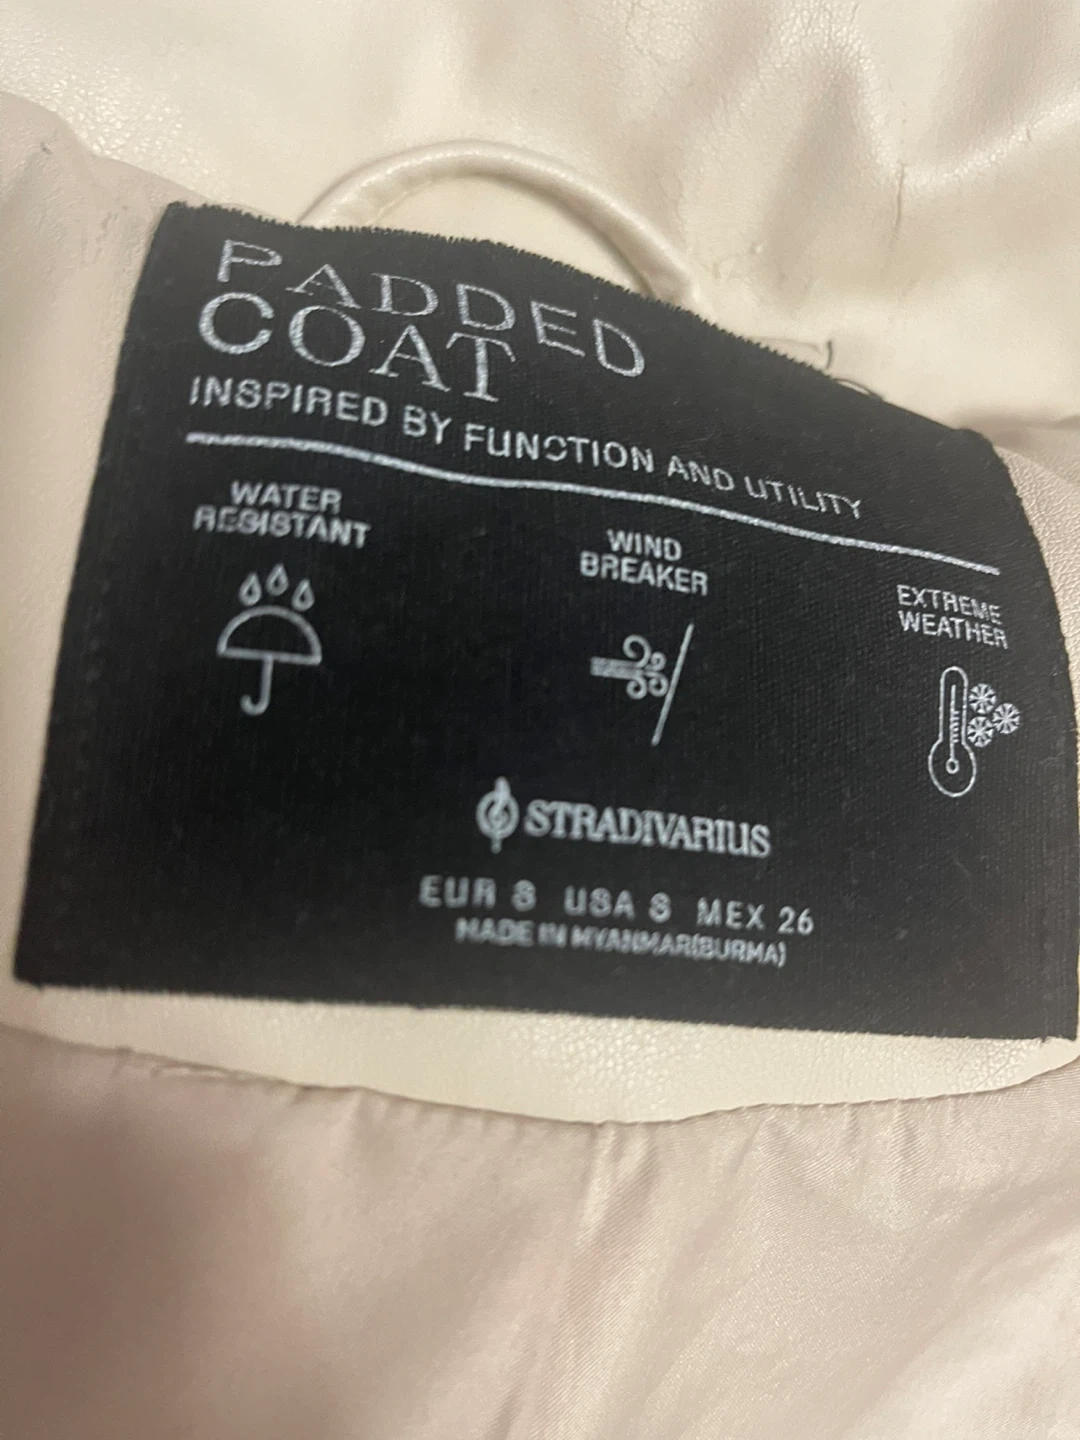 PADDED
COAT
INSPIRED BY FUNCTION AND UTILITY
WATER
RESISTANT
WIND
BREAKER
EXTREME
WEATHER
STRADIVARIUS
EUR S USA S MEX 26
MADE IN MYANMAR(BURMA)